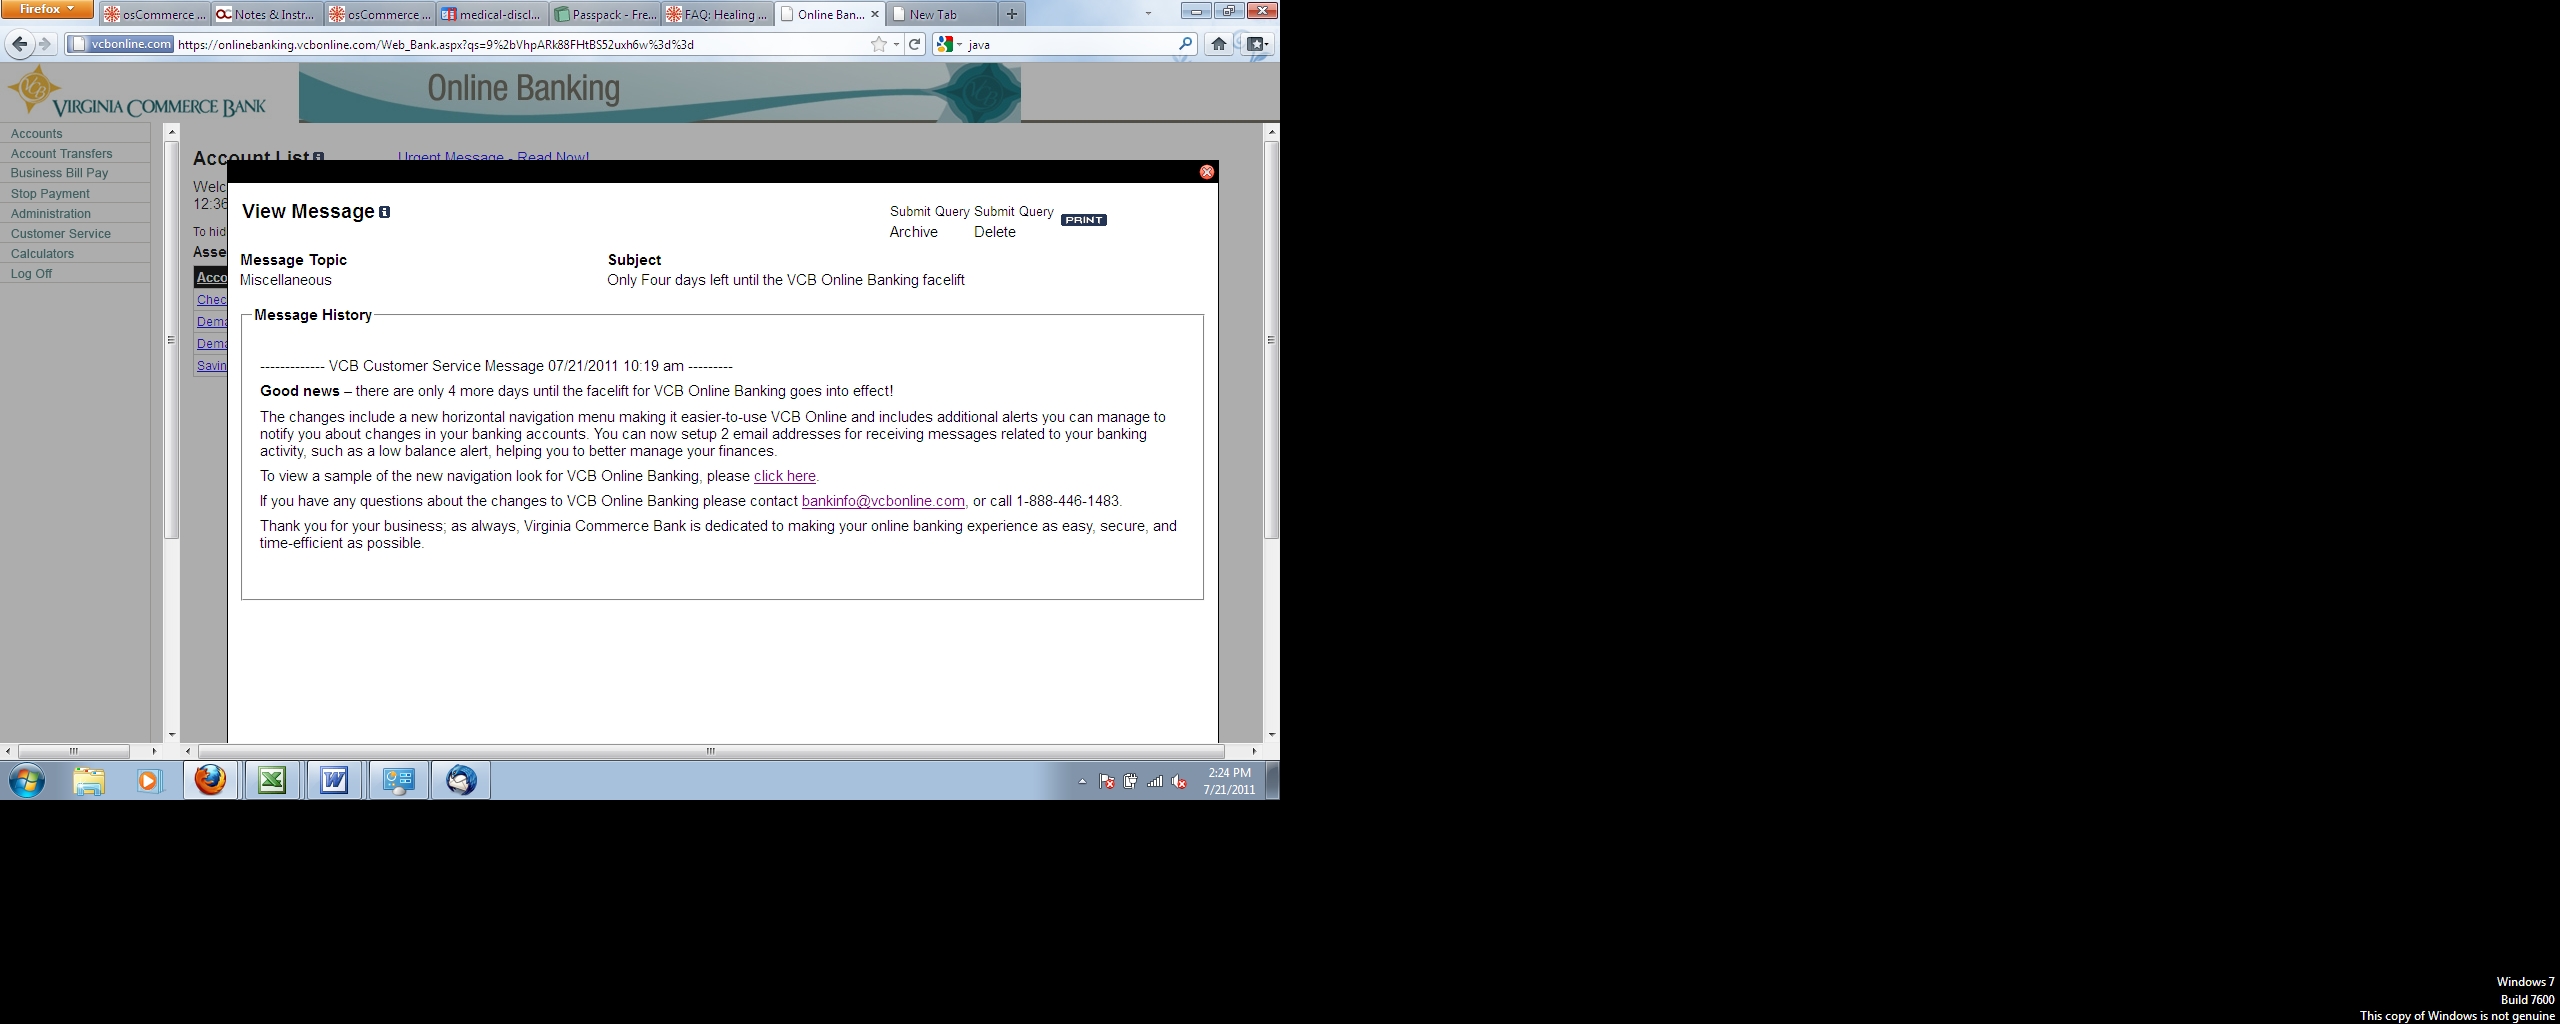 Firefox
osCommerce ...
Notes & Instr...
osCommerce ...
medical-discl...
Passpack - Fre...
FAQ: Healing ...
Online Ban...
New Tab
vcbonline.com https://onlinebanking.vcbonline.com/Web_Bank.aspx?qs=9%2bVhpARk88FHtBS52uxh6w%3d%3d
java
VCB
VIRGINIA COMMERCE BANK
Online Banking
VCB
Accounts
Account Transfers
Business Bill Pay
Stop Payment
Administration
Customer Service
Calculators
Log Off
Account List
Urgent Message - Read Now!
Welc
12:36
To hid
Asse
Acco
Chec
Dema
Dema
Savin
View Message
Submit Query Submit Query
PRINT
Archive Delete
Message Topic
Miscellaneous
Subject
Only Four days left until the VCB Online Banking facelift
Message History
------------- VCB Customer Service Message 07/21/2011 10:19 am ---------
Good news – there are only 4 more days until the facelift for VCB Online Banking goes into effect!
The changes include a new horizontal navigation menu making it easier-to-use VCB Online and includes additional alerts you can manage to
notify you about changes in your banking accounts. You can now setup 2 email addresses for receiving messages related to your banking
activity, such as a low balance alert, helping you to better manage your finances.
To view a sample of the new navigation look for VCB Online Banking, please click here.
If you have any questions about the changes to VCB Online Banking please contact bankinfo@vcbonline.com, or call 1-888-446-1483.
Thank you for your business; as always, Virginia Commerce Bank is dedicated to making your online banking experience as easy, secure, and
time-efficient as possible.
2:24 PM
7/21/2011
Windows 7
Build 7600
This copy of Windows is not genuine